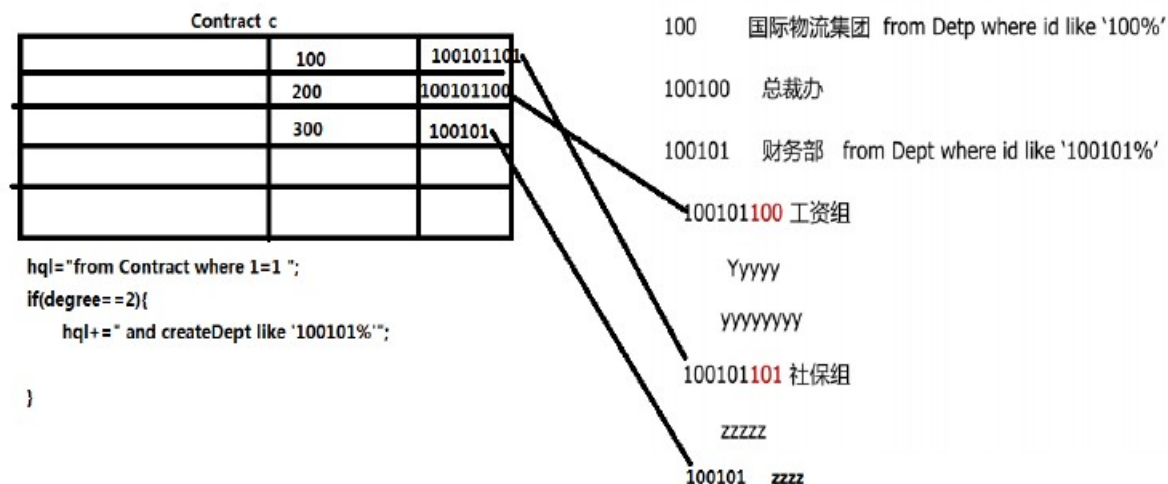 Contract c
100 100101101
200 100101100
300 100101
hql="from Contract where 1=1 ";
if(degree==2){
hql+=" and createDept like '100101%'";
}
100 国际物流集团 from Detp where id like ‘100%’
100100 总裁办
100101 财务部 from Dept where id like ‘100101%’
100101100 工资组
Yyyyy
yyyyyyyy
100101101 社保组
zzzzz
100101 zzzz